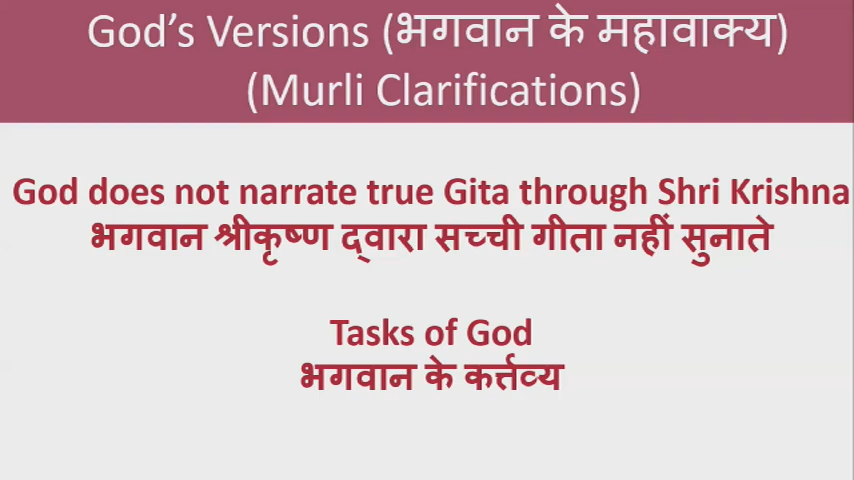 God’s Versions (भगवान के महावाक्य)
(Murli Clarifications)
God does not narrate true Gita through Shri Krishna
भगवान श्रीकृष्ण द्वारा सच्ची गीता नहीं सुनाते
Tasks of God
भगवान के कर्त्तव्य